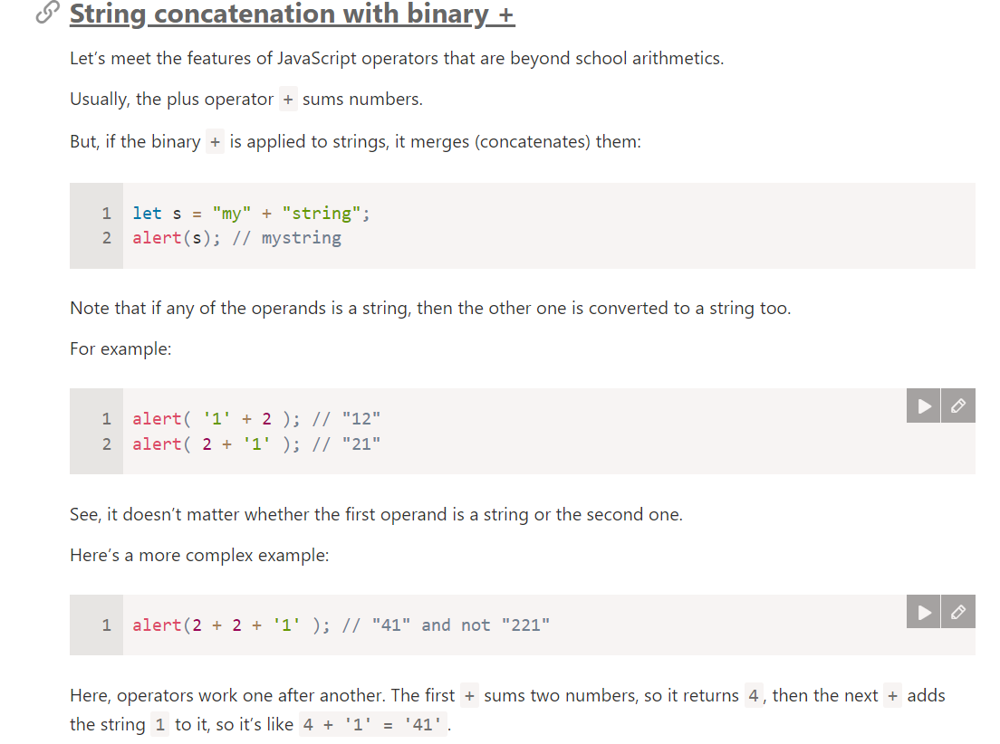 String concatenation with binary +
Let’s meet the features of JavaScript operators that are beyond school arithmetics.
Usually, the plus operator + sums numbers.
But, if the binary + is applied to strings, it merges (concatenates) them:
1 let s = "my" + "string";
2 alert(s); // mystring
Note that if any of the operands is a string, then the other one is converted to a string too.
For example:
1 alert( '1' + 2 ); // "12"
2 alert( 2 + '1' ); // "21"
See, it doesn’t matter whether the first operand is a string or the second one.
Here’s a more complex example:
1 alert(2 + 2 + '1' ); // "41" and not "221"
Here, operators work one after another. The first + sums two numbers, so it returns 4, then the next + adds
the string 1 to it, so it’s like 4 + '1' = '41'.